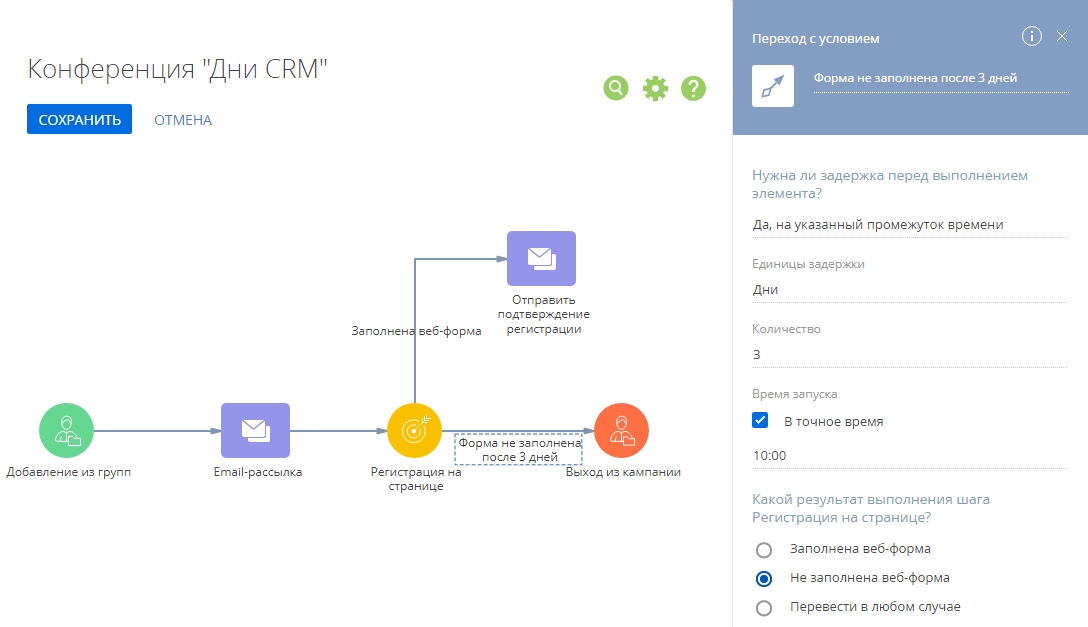 Конференция "Дни CRM"
СОХРАНИТЬ
ОТМЕНА
Заполнена веб-форма
Отправить
подтверждение
регистрации
Добавление из групп
Email-рассылка
Регистрация на
странице
Форма не заполнена
после 3 дней
Выход из кампании
Переход с условием
Форма не заполнена после 3 дней
Нужна ли задержка перед выполнением
элемента?
Да, на указанный промежуток времени
Единицы задержки
Дни
Количество
3
Время запуска
В точное время
10:00
Какой результат выполнения шага
Регистрация на странице?
Заполнена веб-форма
Не заполнена веб-форма
Перевести в любом случае